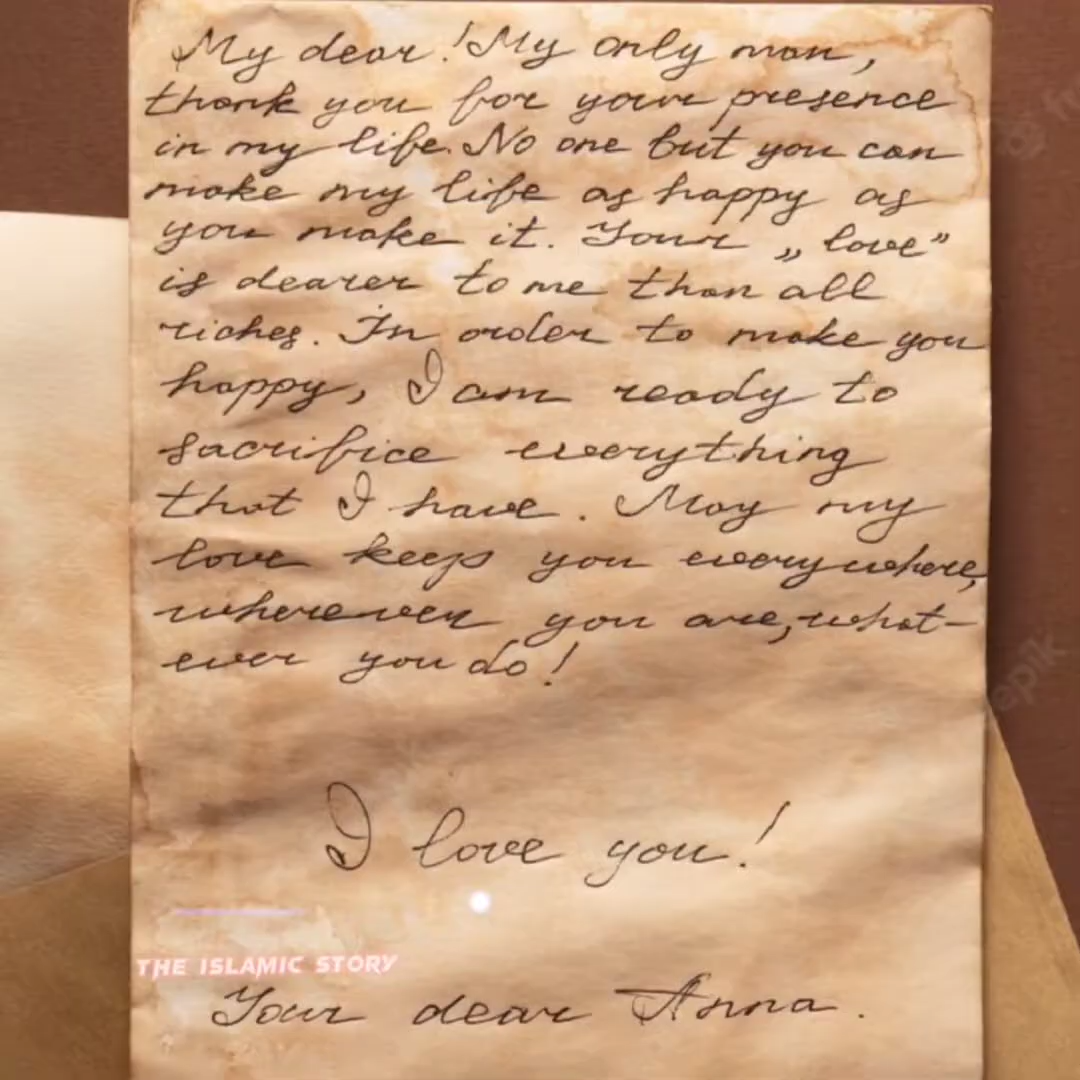 My dear! My only man,
thank you for your presence
in my life. No one but you can
make my life as happy as
you make it. Your „love”
is dearer to me than all
riches. In order to make you
happy, I am ready to
sacrifice everything
that I have. May my
love keeps you everywhere,
wherewer you are, what-
ever you do!
I love you!
THE ISLAMIC STORY
Your dear Anna.